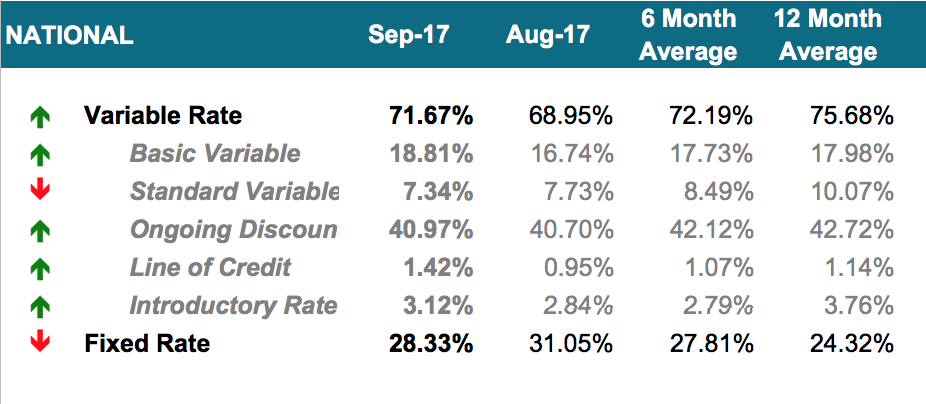 NATIONAL Sep-17 Aug-17 6 Month Average 12 Month Average
Variable Rate 71.67% 68.95% 72.19% 75.68%
Basic Variable 18.81% 16.74% 17.73% 17.98%
Standard Variable 7.34% 7.73% 8.49% 10.07%
Ongoing Discoun 40.97% 40.70% 42.12% 42.72%
Line of Credit 1.42% 0.95% 1.07% 1.14%
Introductory Rate 3.12% 2.84% 2.79% 3.76%
Fixed Rate 28.33% 31.05% 27.81% 24.32%